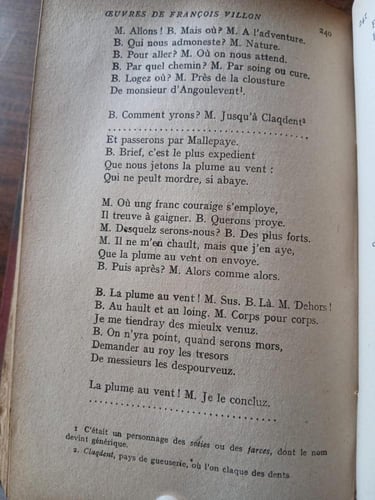 ŒUVRES DE FRANÇOIS VILLON 240
M. Allons! B. Mais où? M. A l'adventure.
B. Qui nous admoneste? M. Nature.
B. Pour aller? M. Où on nous attend.
B. Par quel chemin? M. Par soing ou cure.
B. Logez où? M. Près de la clousture
De monsieur d'Angoulevent¹.
B. Comment yrons? M. Jusqu'à Claqdent²
. . . . . . . . . . . . . . . . . . . . . . . . . . . . . .
Et passerons par Mallepaye.
B. Brief, c'est le plus expedient
Que nous jetons la plume au vent :
Qui ne peult mordre, si abaye.
M. Où ung franc couraige s'employe,
Il treuve à gaigner. B. Querons proye.
M. Desquelz serons-nous? B. Des plus forts.
M. Il ne m'en chault, mais que j'en aye,
Que la plume au vent on envoye.
B. Puis après? M. Alors comme alors.
B. La plume au vent! M. Sus. B. Là. M. Dehors!
B. Au hault et au loing. M. Corps pour corps.
Je me tiendray des mieulx venuz.
B. On n'yra point, quand serons mors,
Demander au roy les tresors
De messieurs les despourveuz.
La plume au vent! M. Je le concluz.
. . . . . . . . . . . . . . . . . . . . . . . . . . . . . .
1 C'était un personnage des soties ou des farces, dont le nom
devint générique.
2. Claqdent, pays de gueuserie, où l'on claque des dents